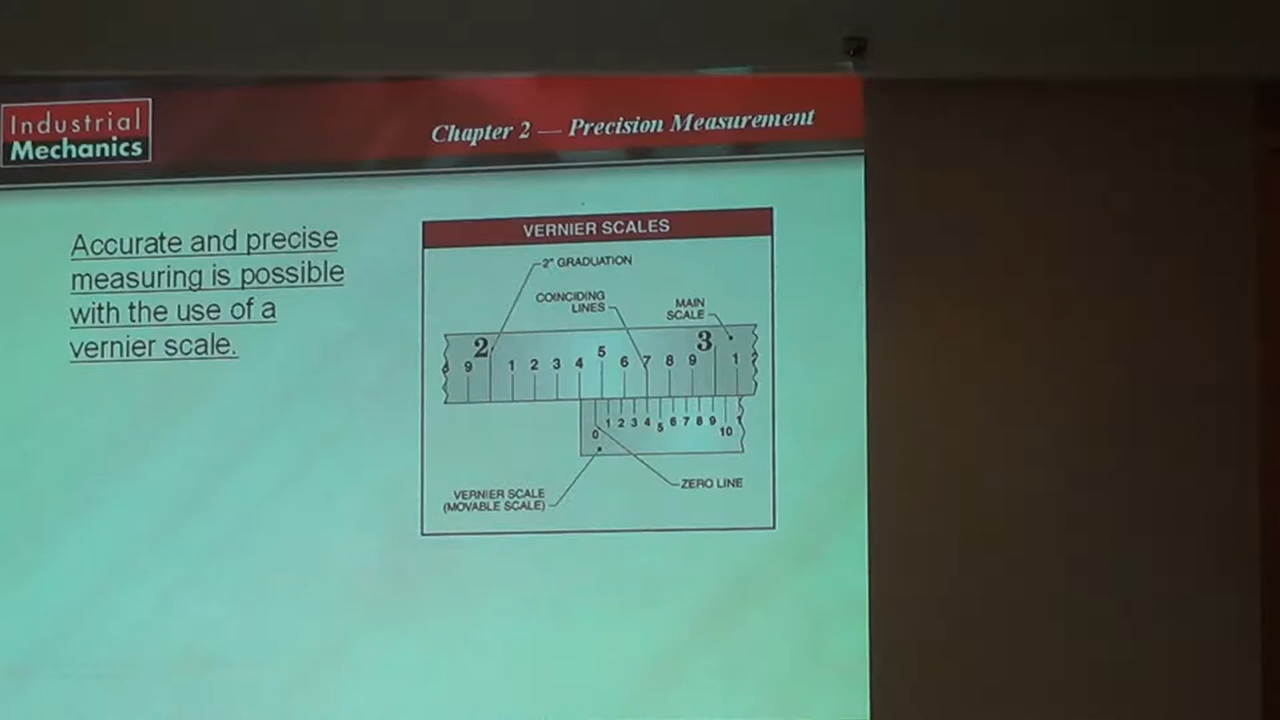 Industrial
Mechanics
Chapter 2 — Precision Measurement
Accurate and precise
measuring is possible
with the use of a
vernier scale.
VERNIER SCALES
2" GRADUATION
COINCIDING
LINES
MAIN
SCALE
2 3
9 1 2 3 4 5 6 7 8 9 1
0 1 2 3 4 5 6 7 8 9 10
ZERO LINE
VERNIER SCALE
(MOVABLE SCALE)